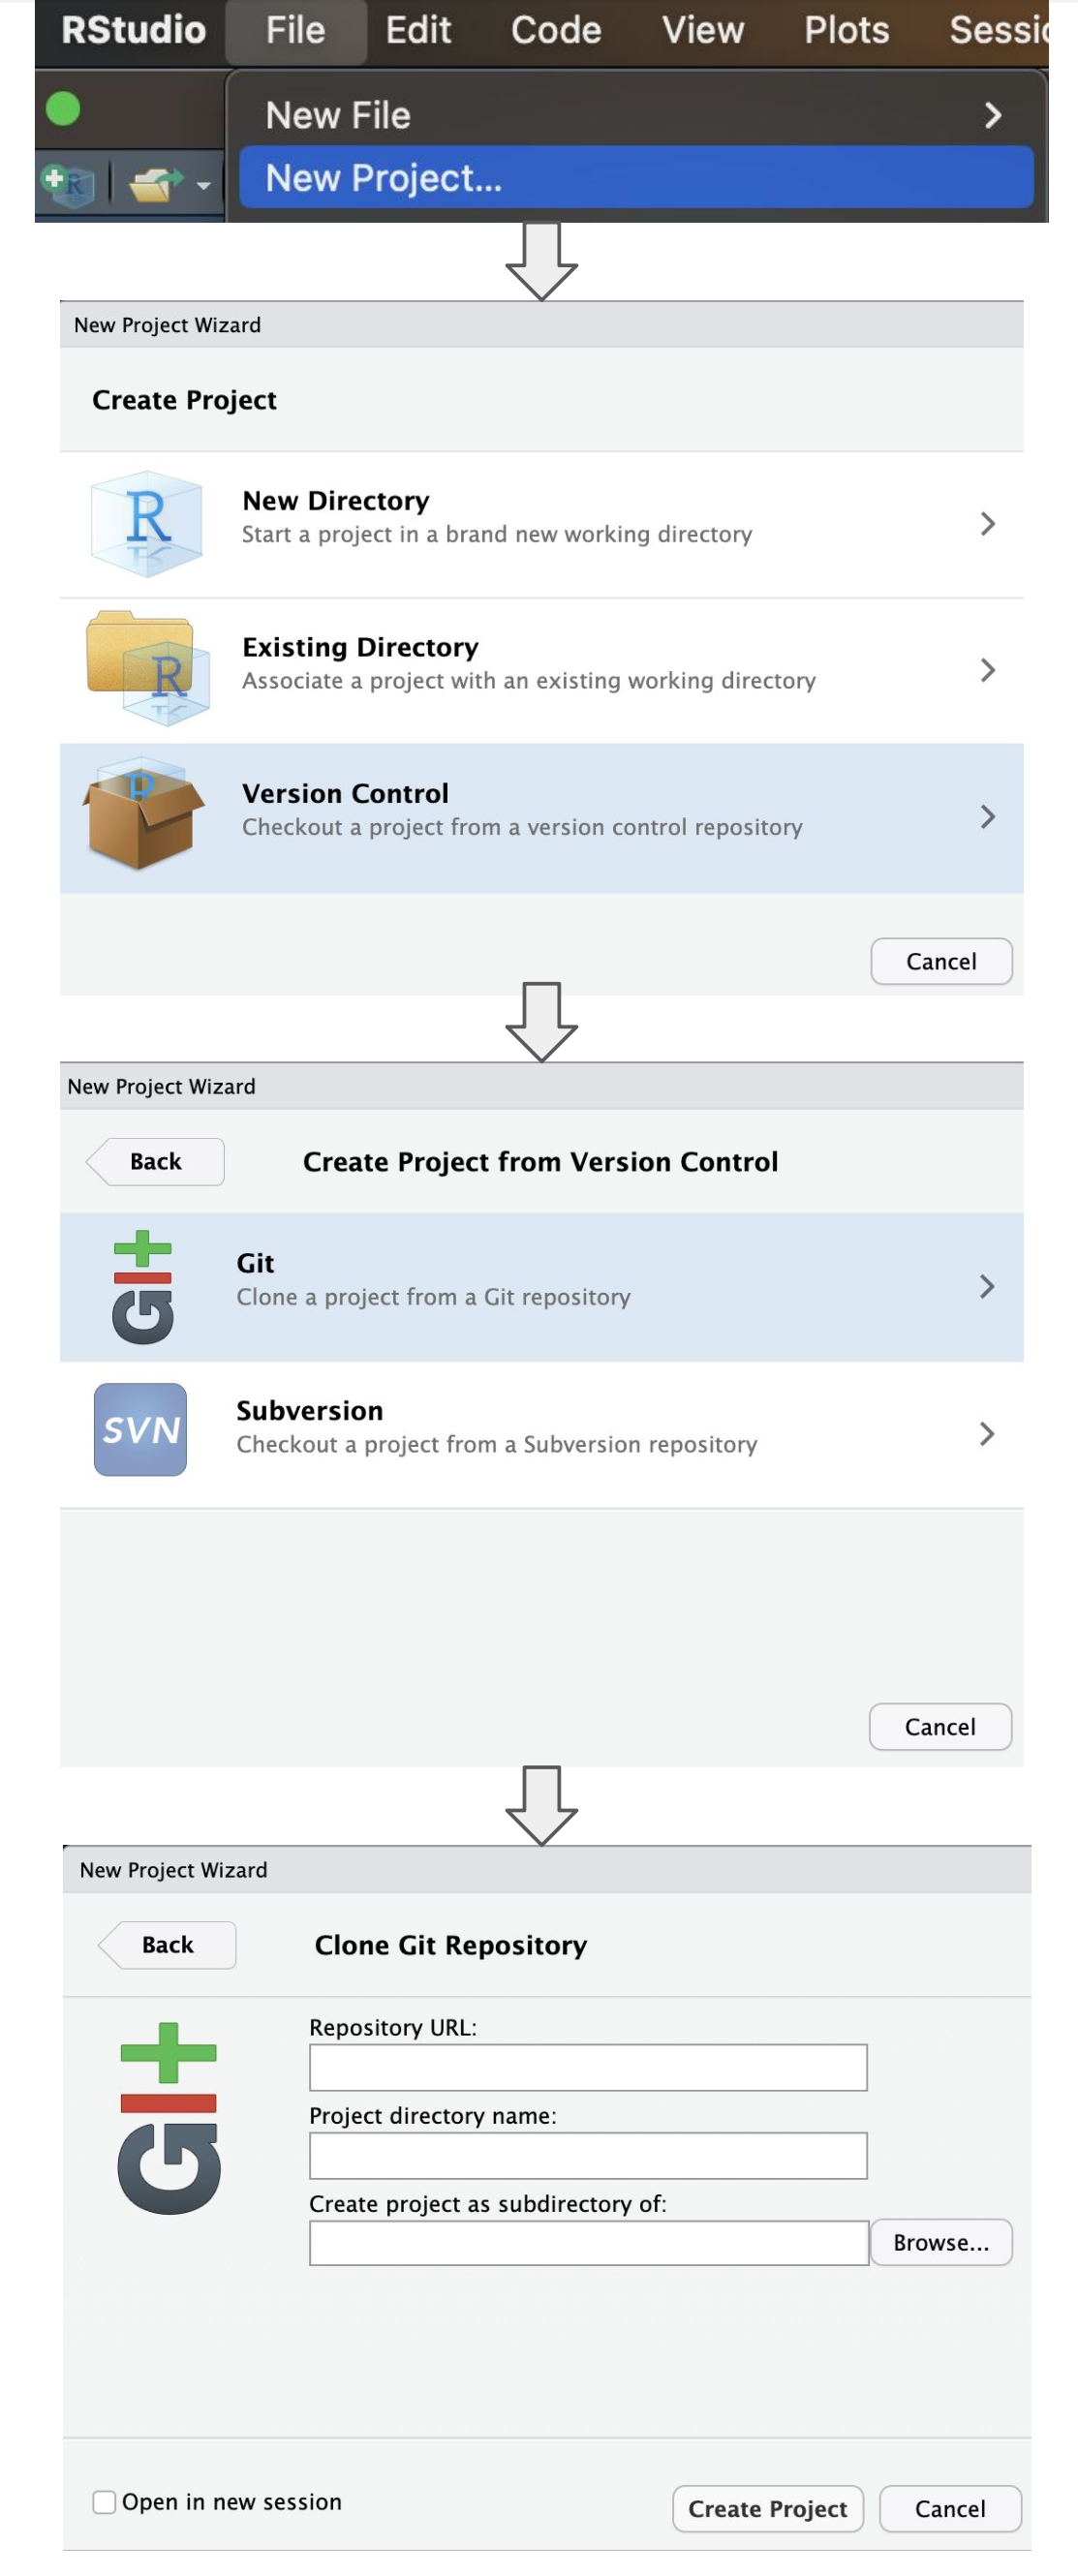 RStudio File Edit Code View Plots
New File
New Project...
New Project Wizard
Create Project
R
New Directory
Start a project in a brand new working directory
R
Existing Directory
Associate a project with an existing working directory
R
Version Control
Checkout a project from a version control repository
Cancel
New Project Wizard
Back Create Project from Version Control
Git
Git
Clone a project from a Git repository
SVN
Subversion
Checkout a project from a Subversion repository
Cancel
New Project Wizard
Back Clone Git Repository
Git
Repository URL:
Project directory name:
Create project as subdirectory of:
Browse...
Open in new session Create Project Cancel